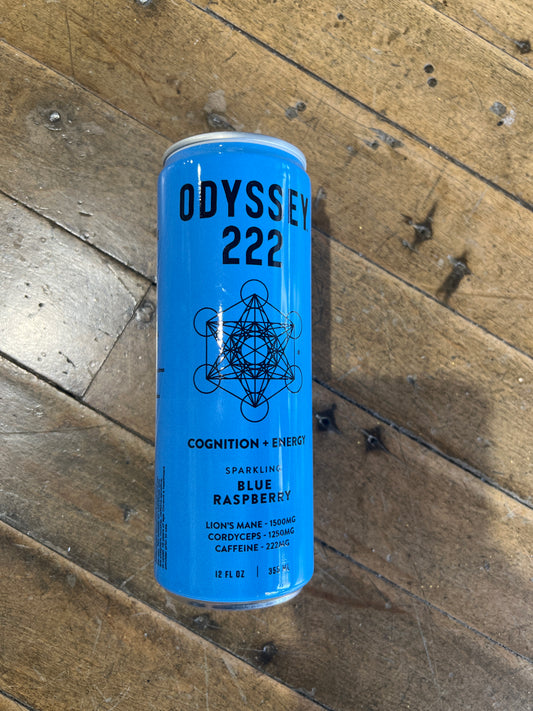 ODYSSEY
222
COGNITION + ENERGY
SPARKLING
BLUE
RASPBERRY
LION'S MANE - 1500MG
CORDYCEPS - 1250MG
CAFFEINE - 222MG
12 FL OZ |